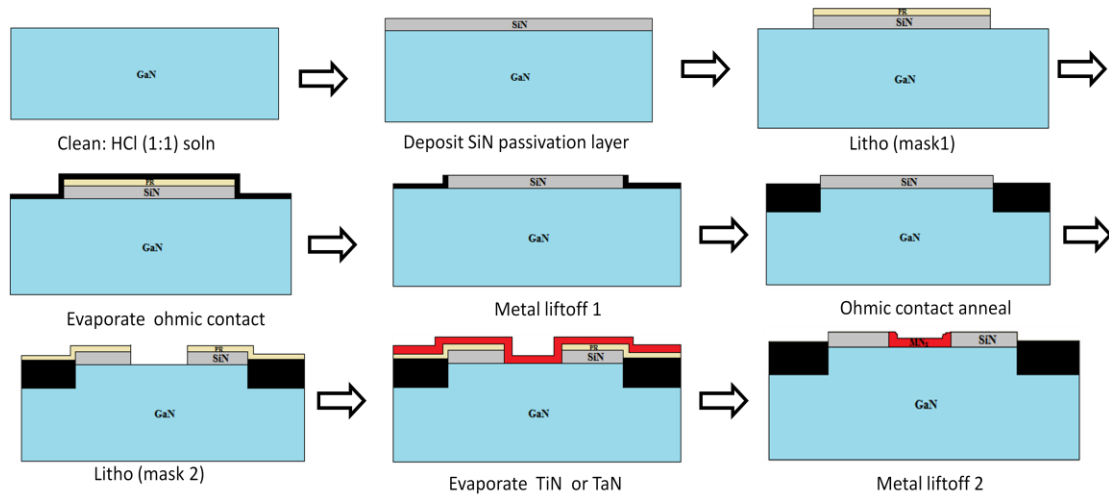 GaN
Clean: HCl (1:1) soln
SiN
GaN
Deposit SiN passivation layer
PR
SiN
GaN
Litho (mask1)
PR
SiN
GaN
Evaporate ohmic contact
SiN
GaN
Metal liftoff 1
SiN
GaN
Ohmic contact anneal
PR
SiN
GaN
Litho (mask 2)
PR
SiN
GaN
Evaporate TiN or TaN
SiN
GaN
Metal liftoff 2